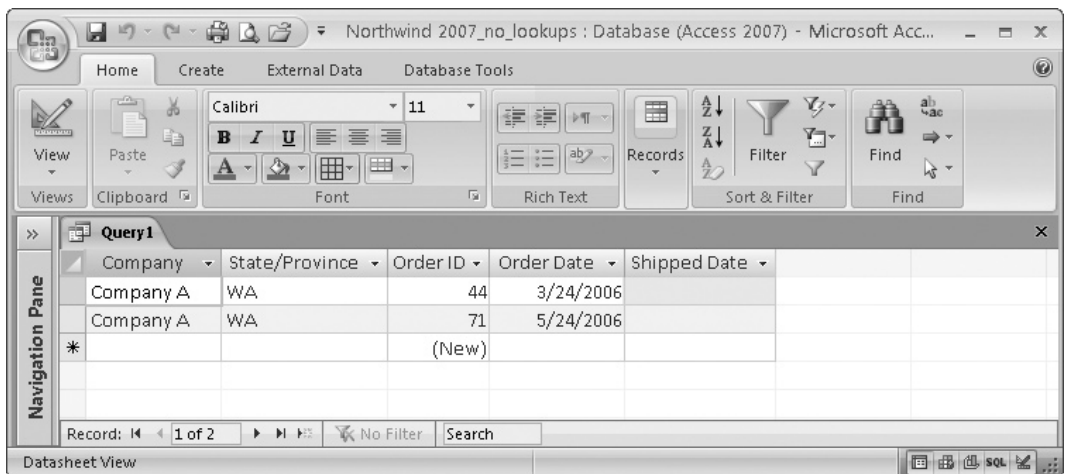 Northwind 2007_no_lookups : Database (Access 2007) - Microsoft Acc...
Home Create External Data Database Tools
Calibri 11
B I U
View Paste Records Filter Find
Views Clipboard Font Rich Text Sort & Filter Find
Query1
Navigation Pane
Company State/Province Order ID Order Date Shipped Date
Company A WA 44 3/24/2006
Company A WA 71 5/24/2006
(New)
Record: 1 of 2 No Filter Search
Datasheet View SQL